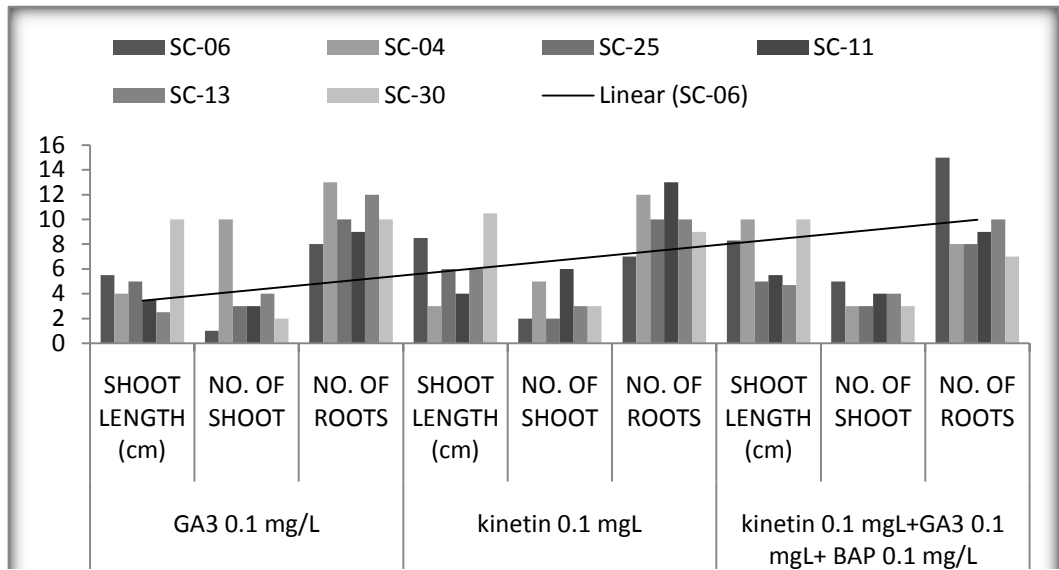 SC-06 SC-04 SC-25 SC-11
SC-13 SC-30 Linear (SC-06)
16
14
12
10
8
6
4
2
0
SHOOT LENGTH (cm)
NO. OF SHOOT
NO. OF ROOTS
SHOOT LENGTH (cm)
NO. OF SHOOT
NO. OF ROOTS
SHOOT LENGTH (cm)
NO. OF SHOOT
NO. OF ROOTS
GA3 0.1 mg/L
kinetin 0.1 mgL
kinetin 0.1 mgL+GA3 0.1
mgL+ BAP 0.1 mg/L